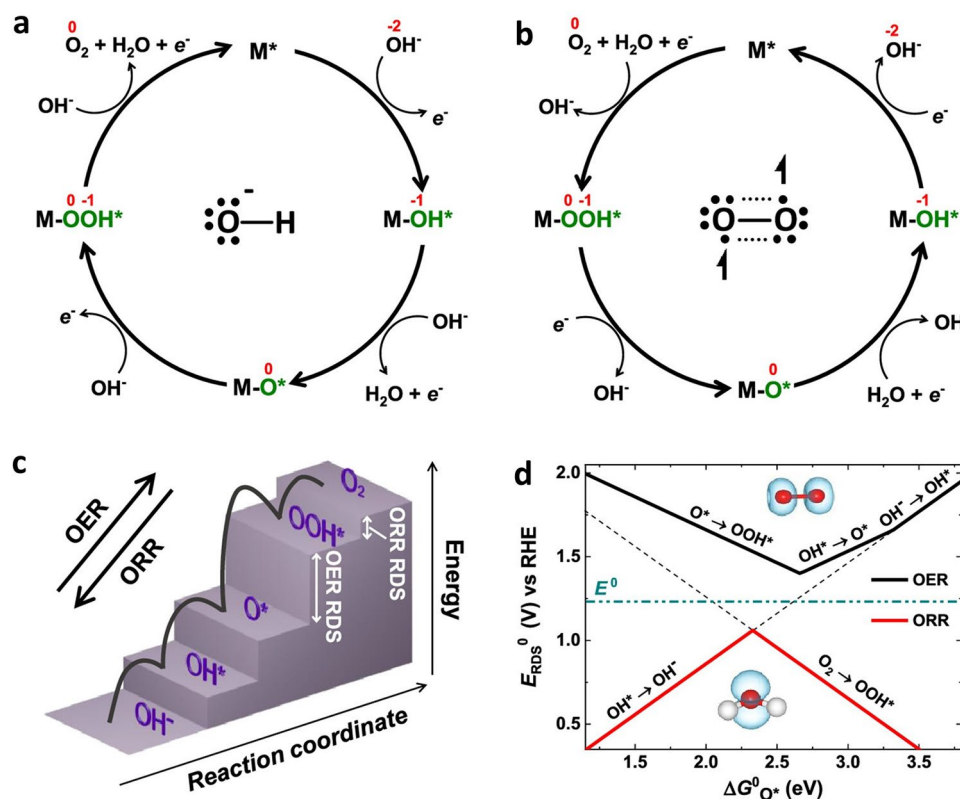 a
0
O₂ + H₂O + e⁻
M*
-2
OH⁻
OH⁻
e⁻
0 -1
M-OOH*
⁻
O—H
-1
M-OH*
e⁻
OH⁻
OH⁻
0
M-O*
H₂O + e⁻
b
0
O₂ + H₂O + e⁻
M*
-2
OH⁻
OH⁻
e⁻
0 -1
M-OOH*
O—O
-1
M-OH*
e⁻
OH
OH⁻
0
M-O*
H₂O + e⁻
c
OER
ORR
O₂
OOH*
O*
OH*
OH⁻
ORR RDS
OER RDS
Energy
Reaction coordinate
d
2.0
1.5
1.0
0.5
E_RDS⁰ (V) vs RHE
O* → OOH*
OH* → O*
OH⁻ → OH*
E⁰
OER
ORR
OH* → OH⁻
O₂ → OOH*
1.5 2.0 2.5 3.0 3.5
ΔG⁰_O* (eV)